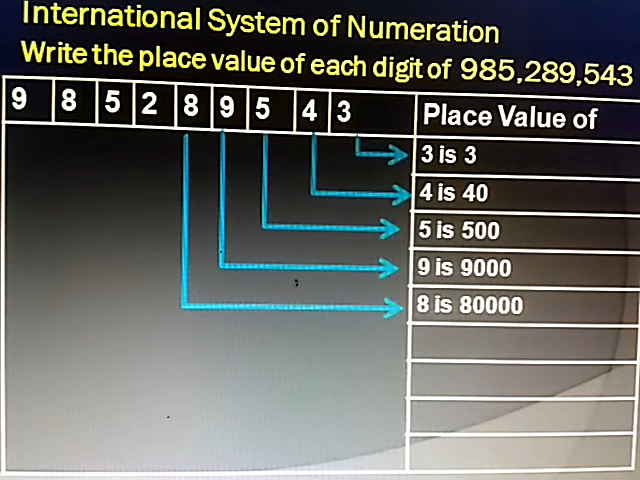 International System of Numeration
Write the place value of each digit of 985,289,543
9 8 5 2 8 9 5 4 3 Place Value of
3 is 3
4 is 40
5 is 500
9 is 9000
8 is 80000